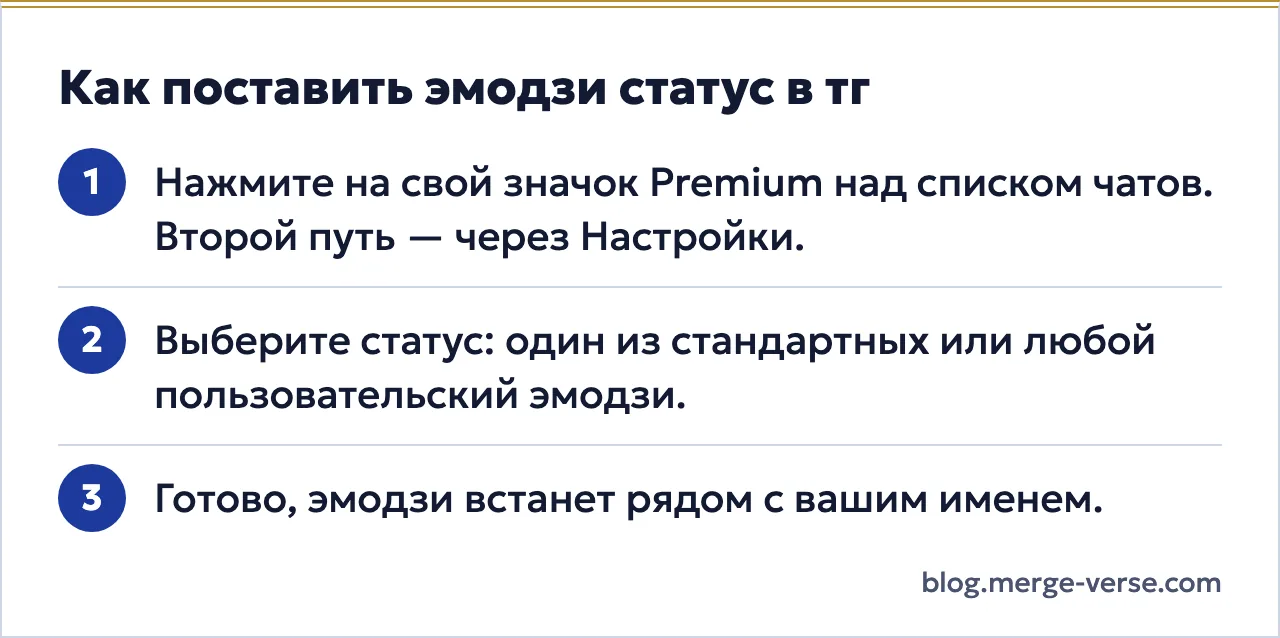 Как поставить эмодзи статус в тг
1
Нажмите на свой значок Premium над списком чатов.
Второй путь — через Настройки.
2
Выберите статус: один из стандартных или любой
пользовательский эмодзи.
3
Готово, эмодзи встанет рядом с вашим именем.
blog.merge-verse.com